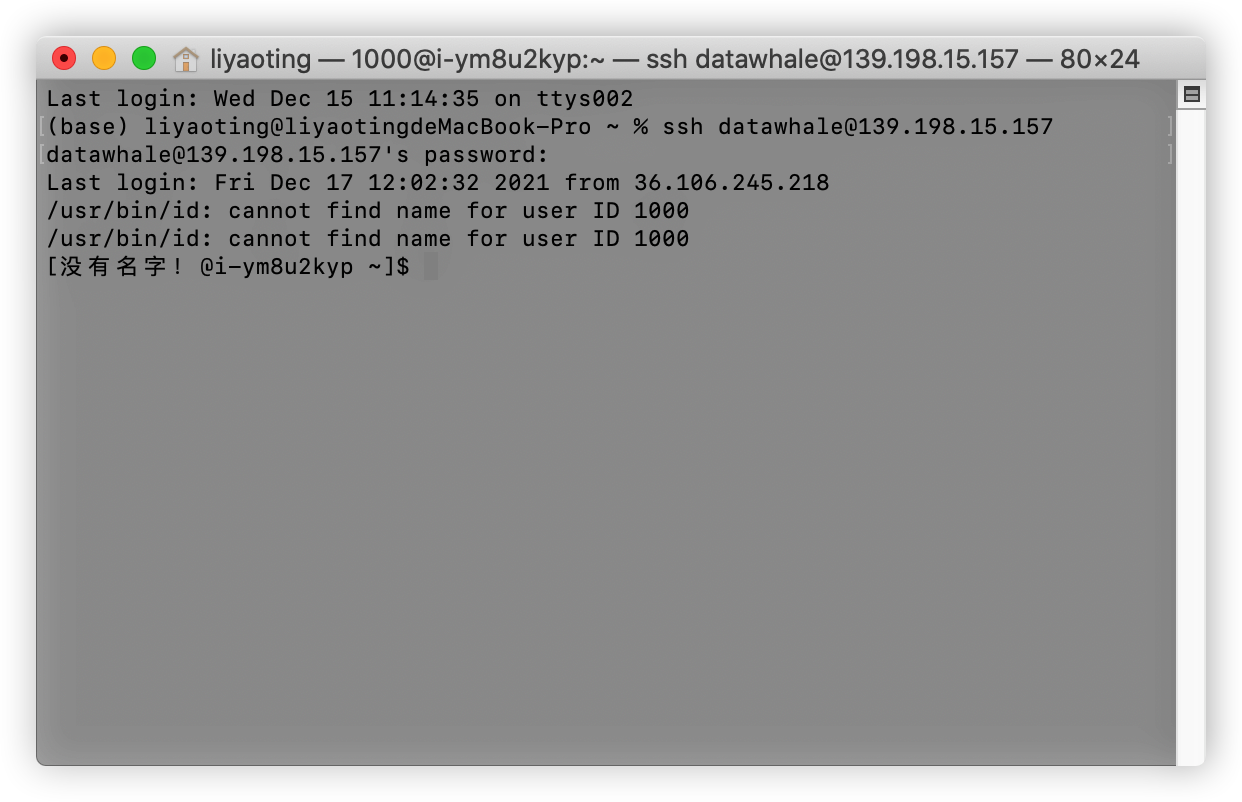 liyaoting — 1000@i-ym8u2kyp:~ — ssh datawhale@139.198.15.157 — 80×24
Last login: Wed Dec 15 11:14:35 on ttys002
[(base) liyaoting@liyaotingdeMacBook-Pro ~ % ssh datawhale@139.198.15.157 ]
[datawhale@139.198.15.157's password: ]
Last login: Fri Dec 17 12:02:32 2021 from 36.106.245.218
/usr/bin/id: cannot find name for user ID 1000
/usr/bin/id: cannot find name for user ID 1000
[没有名字！@i-ym8u2kyp ~]$